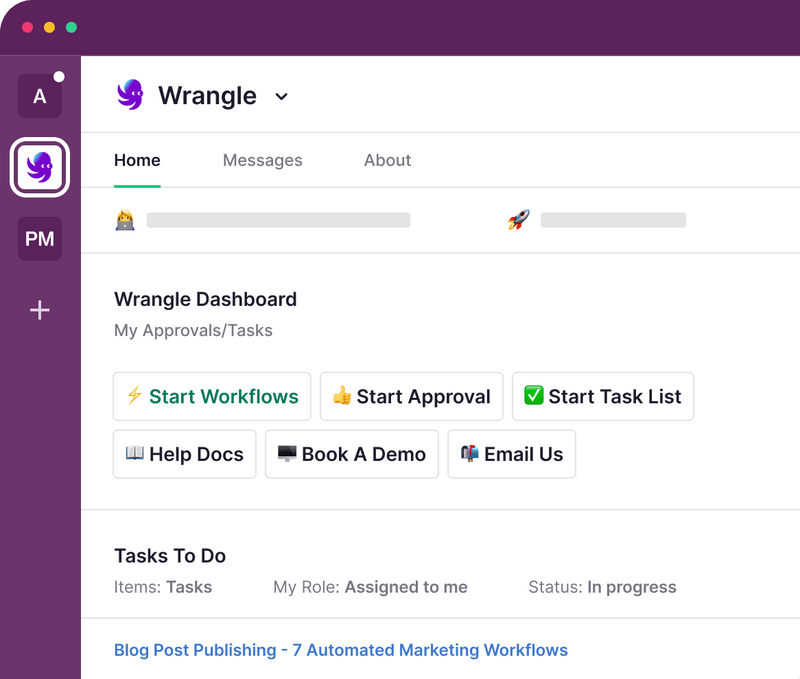 A
Wrangle
Home Messages About
PM
Wrangle Dashboard
My Approvals/Tasks
Start Workflows Start Approval Start Task List
Help Docs Book A Demo Email Us
Tasks To Do
Items: Tasks My Role: Assigned to me Status: In progress
Blog Post Publishing - 7 Automated Marketing Workflows